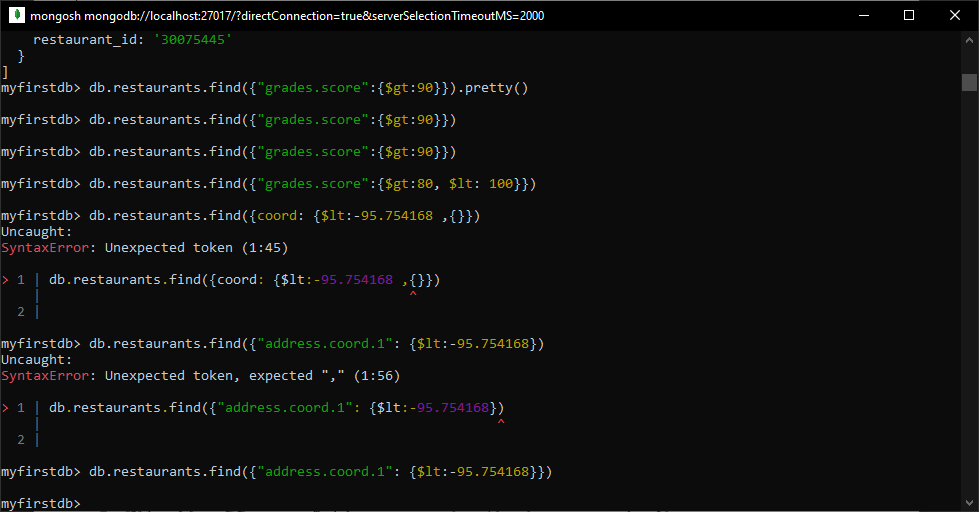 mongosh mongodb://localhost:27017/?directConnection=true&serverSelectionTimeoutMS=2000
restaurant_id: '30075445'
}
]
myfirstdb> db.restaurants.find({"grades.score":{$gt:90}}).pretty()
myfirstdb> db.restaurants.find({"grades.score":{$gt:90}})
myfirstdb> db.restaurants.find({"grades.score":{$gt:90}})
myfirstdb> db.restaurants.find({"grades.score":{$gt:80, $lt: 100}})
myfirstdb> db.restaurants.find({coord: {$lt:-95.754168 ,{}})
Uncaught:
SyntaxError: Unexpected token (1:45)
> 1 | db.restaurants.find({coord: {$lt:-95.754168 ,{}})
| ^
2 |
myfirstdb> db.restaurants.find({"address.coord.1": {$lt:-95.754168})
Uncaught:
SyntaxError: Unexpected token, expected "," (1:56)
> 1 | db.restaurants.find({"address.coord.1": {$lt:-95.754168})
| ^
2 |
myfirstdb> db.restaurants.find({"address.coord.1": {$lt:-95.754168}})
myfirstdb>